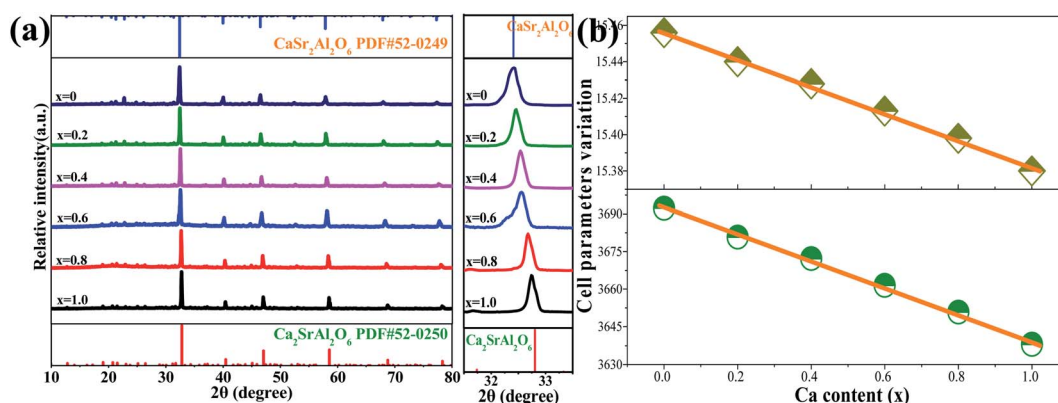 (a)
CaSr₂Al₂O₆ PDF#52-0249
x=0
x=0.2
x=0.4
x=0.6
x=0.8
x=1.0
Ca₂SrAl₂O₆ PDF#52-0250
Relative intensity(a.u.)
10 20 30 40 50 60 70 80
2θ (degree)
CaSr₂Al₂O₆
x=0
x=0.2
x=0.4
x=0.6
x=0.8
x=1.0
Ca₂SrAl₂O₆
32 33
2θ (degree)
(b)
Cell parameters variation
15.46
15.44
15.42
15.40
15.38
3690
3675
3660
3645
3630
0.0 0.2 0.4 0.6 0.8 1.0
Ca content (x)